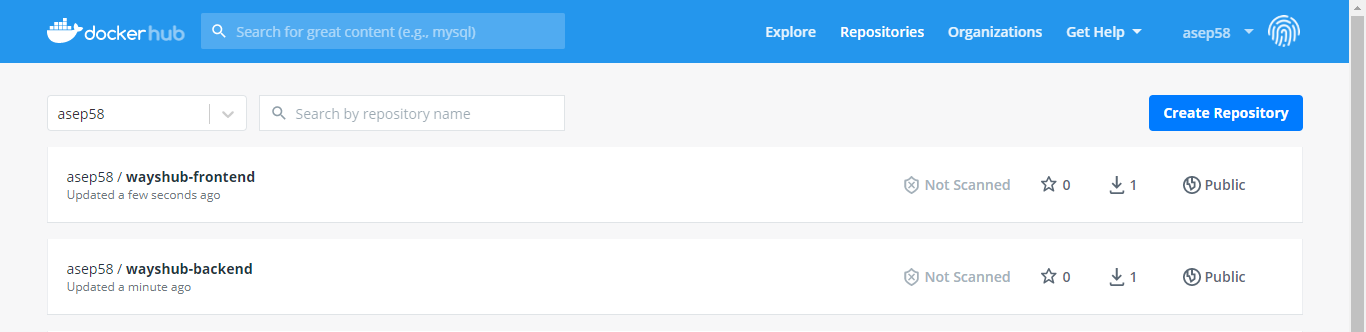 dockerhub Search for great content (e.g., mysql) Explore Repositories Organizations Get Help asep58
asep58 Search by repository name Create Repository
asep58 / wayshub-frontend
Updated a few seconds ago
Not Scanned 0 1 Public
asep58 / wayshub-backend
Updated a minute ago
Not Scanned 0 1 Public